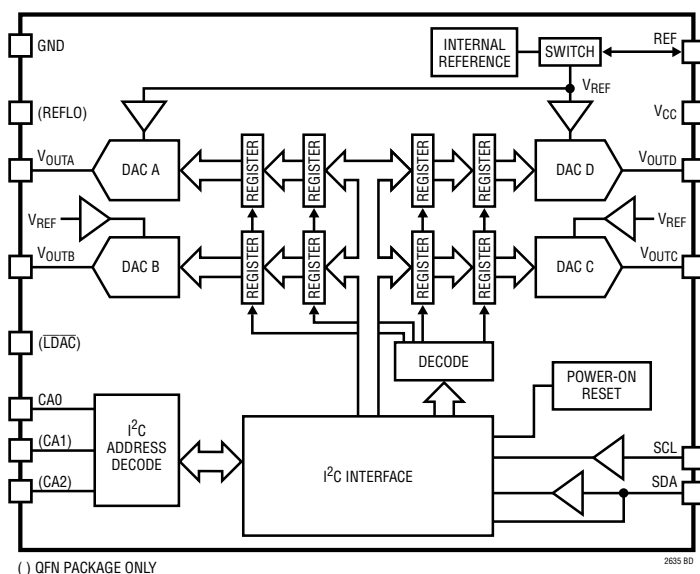 GND
INTERNAL
REFERENCE
SWITCH
REF
VREF
(REFLO)
VCC
VOUTA
DAC A
REGISTER
REGISTER
REGISTER
REGISTER
DAC D
VOUTD
VREF
VREF
VOUTB
DAC B
REGISTER
REGISTER
REGISTER
REGISTER
DAC C
VOUTC
(L̅D̅A̅C̅)
DECODE
POWER-ON
RESET
CA0
(CA1)
(CA2)
I²C
ADDRESS
DECODE
I²C INTERFACE
SCL
SDA
( ) QFN PACKAGE ONLY
2635 BD